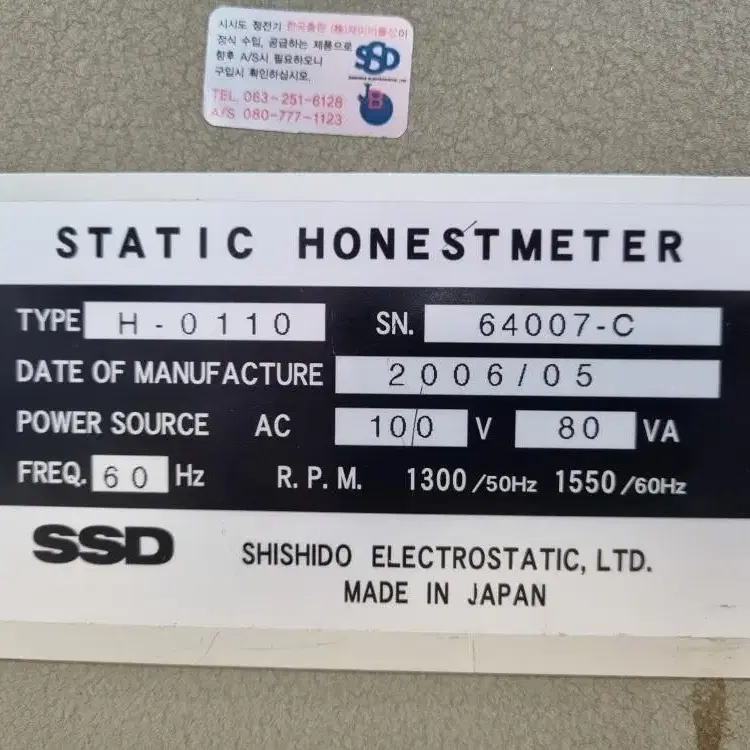 시시도 정전기 한국총판 (株)제이비통상이
정식 수입, 공급하는 제품으로
향후 A/S시 필요하오니
구입시 확인하십시오.
SSD
TEL. 063-251-6128
A/S 080-777-1123
STATIC HONESTMETER
TYPE H-0110 SN. 64007-C
DATE OF MANUFACTURE 2006/05
POWER SOURCE AC 100 V 80 VA
FREQ. 60 Hz R.P.M. 1300/50Hz 1550/60Hz
SSD SHISHIDO ELECTROSTATIC, LTD.
MADE IN JAPAN